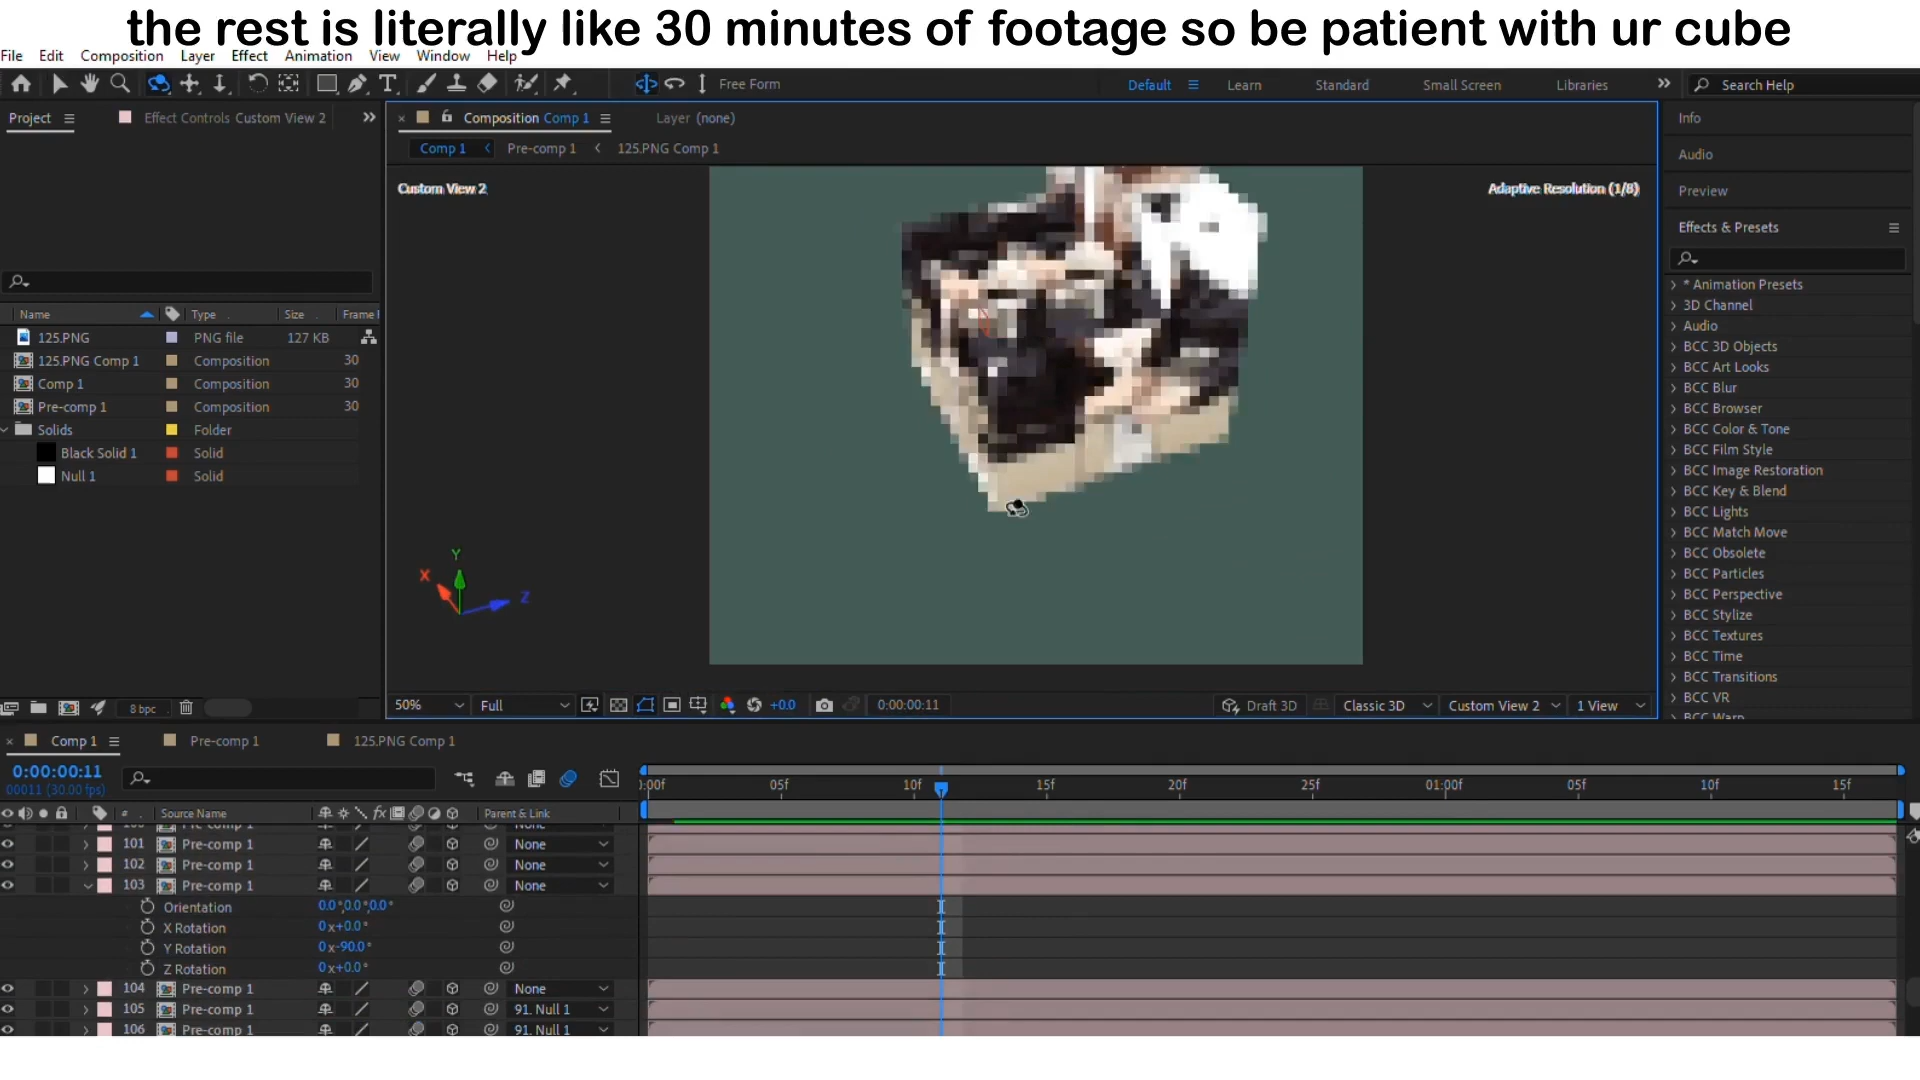 the rest is literally like 30 minutes of footage so be patient with ur cube
File Edit Composition Layer Effect Animation View Window Help
Free Form Default Learn Standard Small Screen Libraries Search Help
Project Effect Controls Custom View 2
Composition Comp 1 Layer (none)
Comp 1 Pre-comp 1 125.PNG Comp 1
Custom View 2 Adaptive Resolution (1/8)
Name Type Size Frame
125.PNG PNG file 127 KB
125.PNG Comp 1 Composition 30
Comp 1 Composition 30
Pre-comp 1 Composition 30
Solids Folder
Black Solid 1 Solid
Null 1 Solid
8 bpc
Y
X
Z
50% Full +0.0 0:00:00:11 Draft 3D Classic 3D Custom View 2 1 View
Info
Audio
Preview
Effects & Presets
* Animation Presets
3D Channel
Audio
BCC 3D Objects
BCC Art Looks
BCC Blur
BCC Browser
BCC Color & Tone
BCC Film Style
BCC Image Restoration
BCC Key & Blend
BCC Lights
BCC Match Move
BCC Obsolete
BCC Particles
BCC Perspective
BCC Stylize
BCC Textures
BCC Time
BCC Transitions
BCC VR
BCC Warp
Comp 1 Pre-comp 1 125.PNG Comp 1
0:00:00:11
00011 (30.00 fps)
:00f 05f 10f 15f 20f 25f 01:00f 05f 10f 15f
# Source Name fx Parent & Link
101 Pre-comp 1 None
102 Pre-comp 1 None
103 Pre-comp 1 None
Orientation 0.0°,0.0°,0.0°
X Rotation 0x+0.0°
Y Rotation 0x-90.0°
Z Rotation 0x+0.0°
104 Pre-comp 1 None
105 Pre-comp 1 91. Null 1
106 Pre-comp 1 91. Null 1